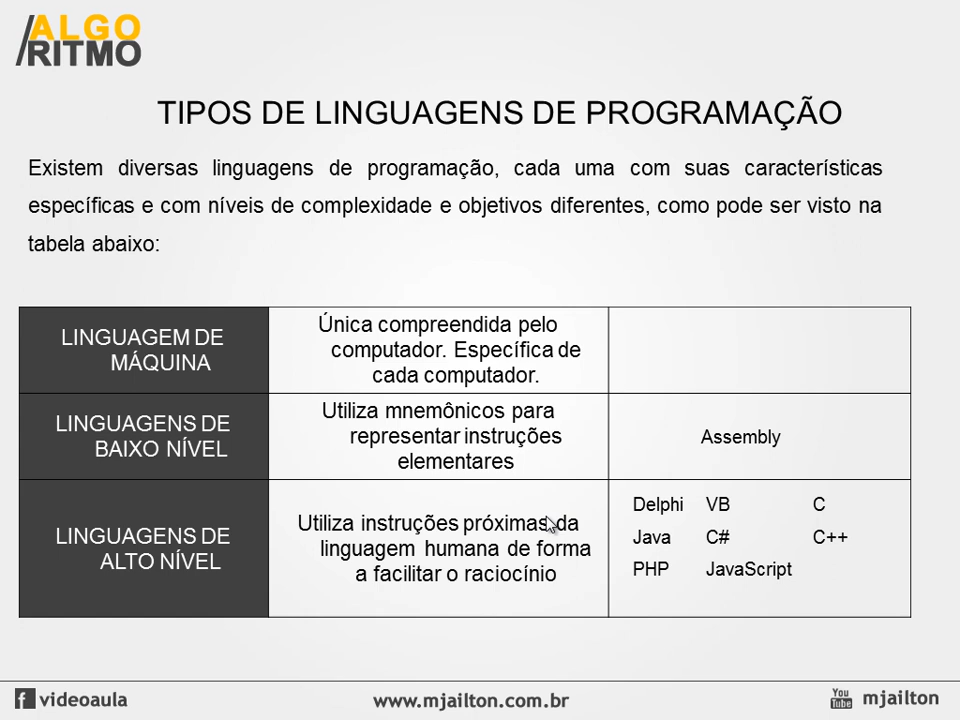 ALGO
RITMO
TIPOS DE LINGUAGENS DE PROGRAMAÇÃO
Existem diversas linguagens de programação, cada uma com suas características
específicas e com níveis de complexidade e objetivos diferentes, como pode ser visto na
tabela abaixo:
LINGUAGEM DE
MÁQUINA
Única compreendida pelo
computador. Específica de
cada computador.
LINGUAGENS DE
BAIXO NÍVEL
Utiliza mnemônicos para
representar instruções
elementares
Assembly
LINGUAGENS DE
ALTO NÍVEL
Utiliza instruções próximas da
linguagem humana de forma
a facilitar o raciocínio
Delphi VB C
Java C# C++
PHP JavaScript
f videoaula
www.mjailton.com.br
You Tube mjailton